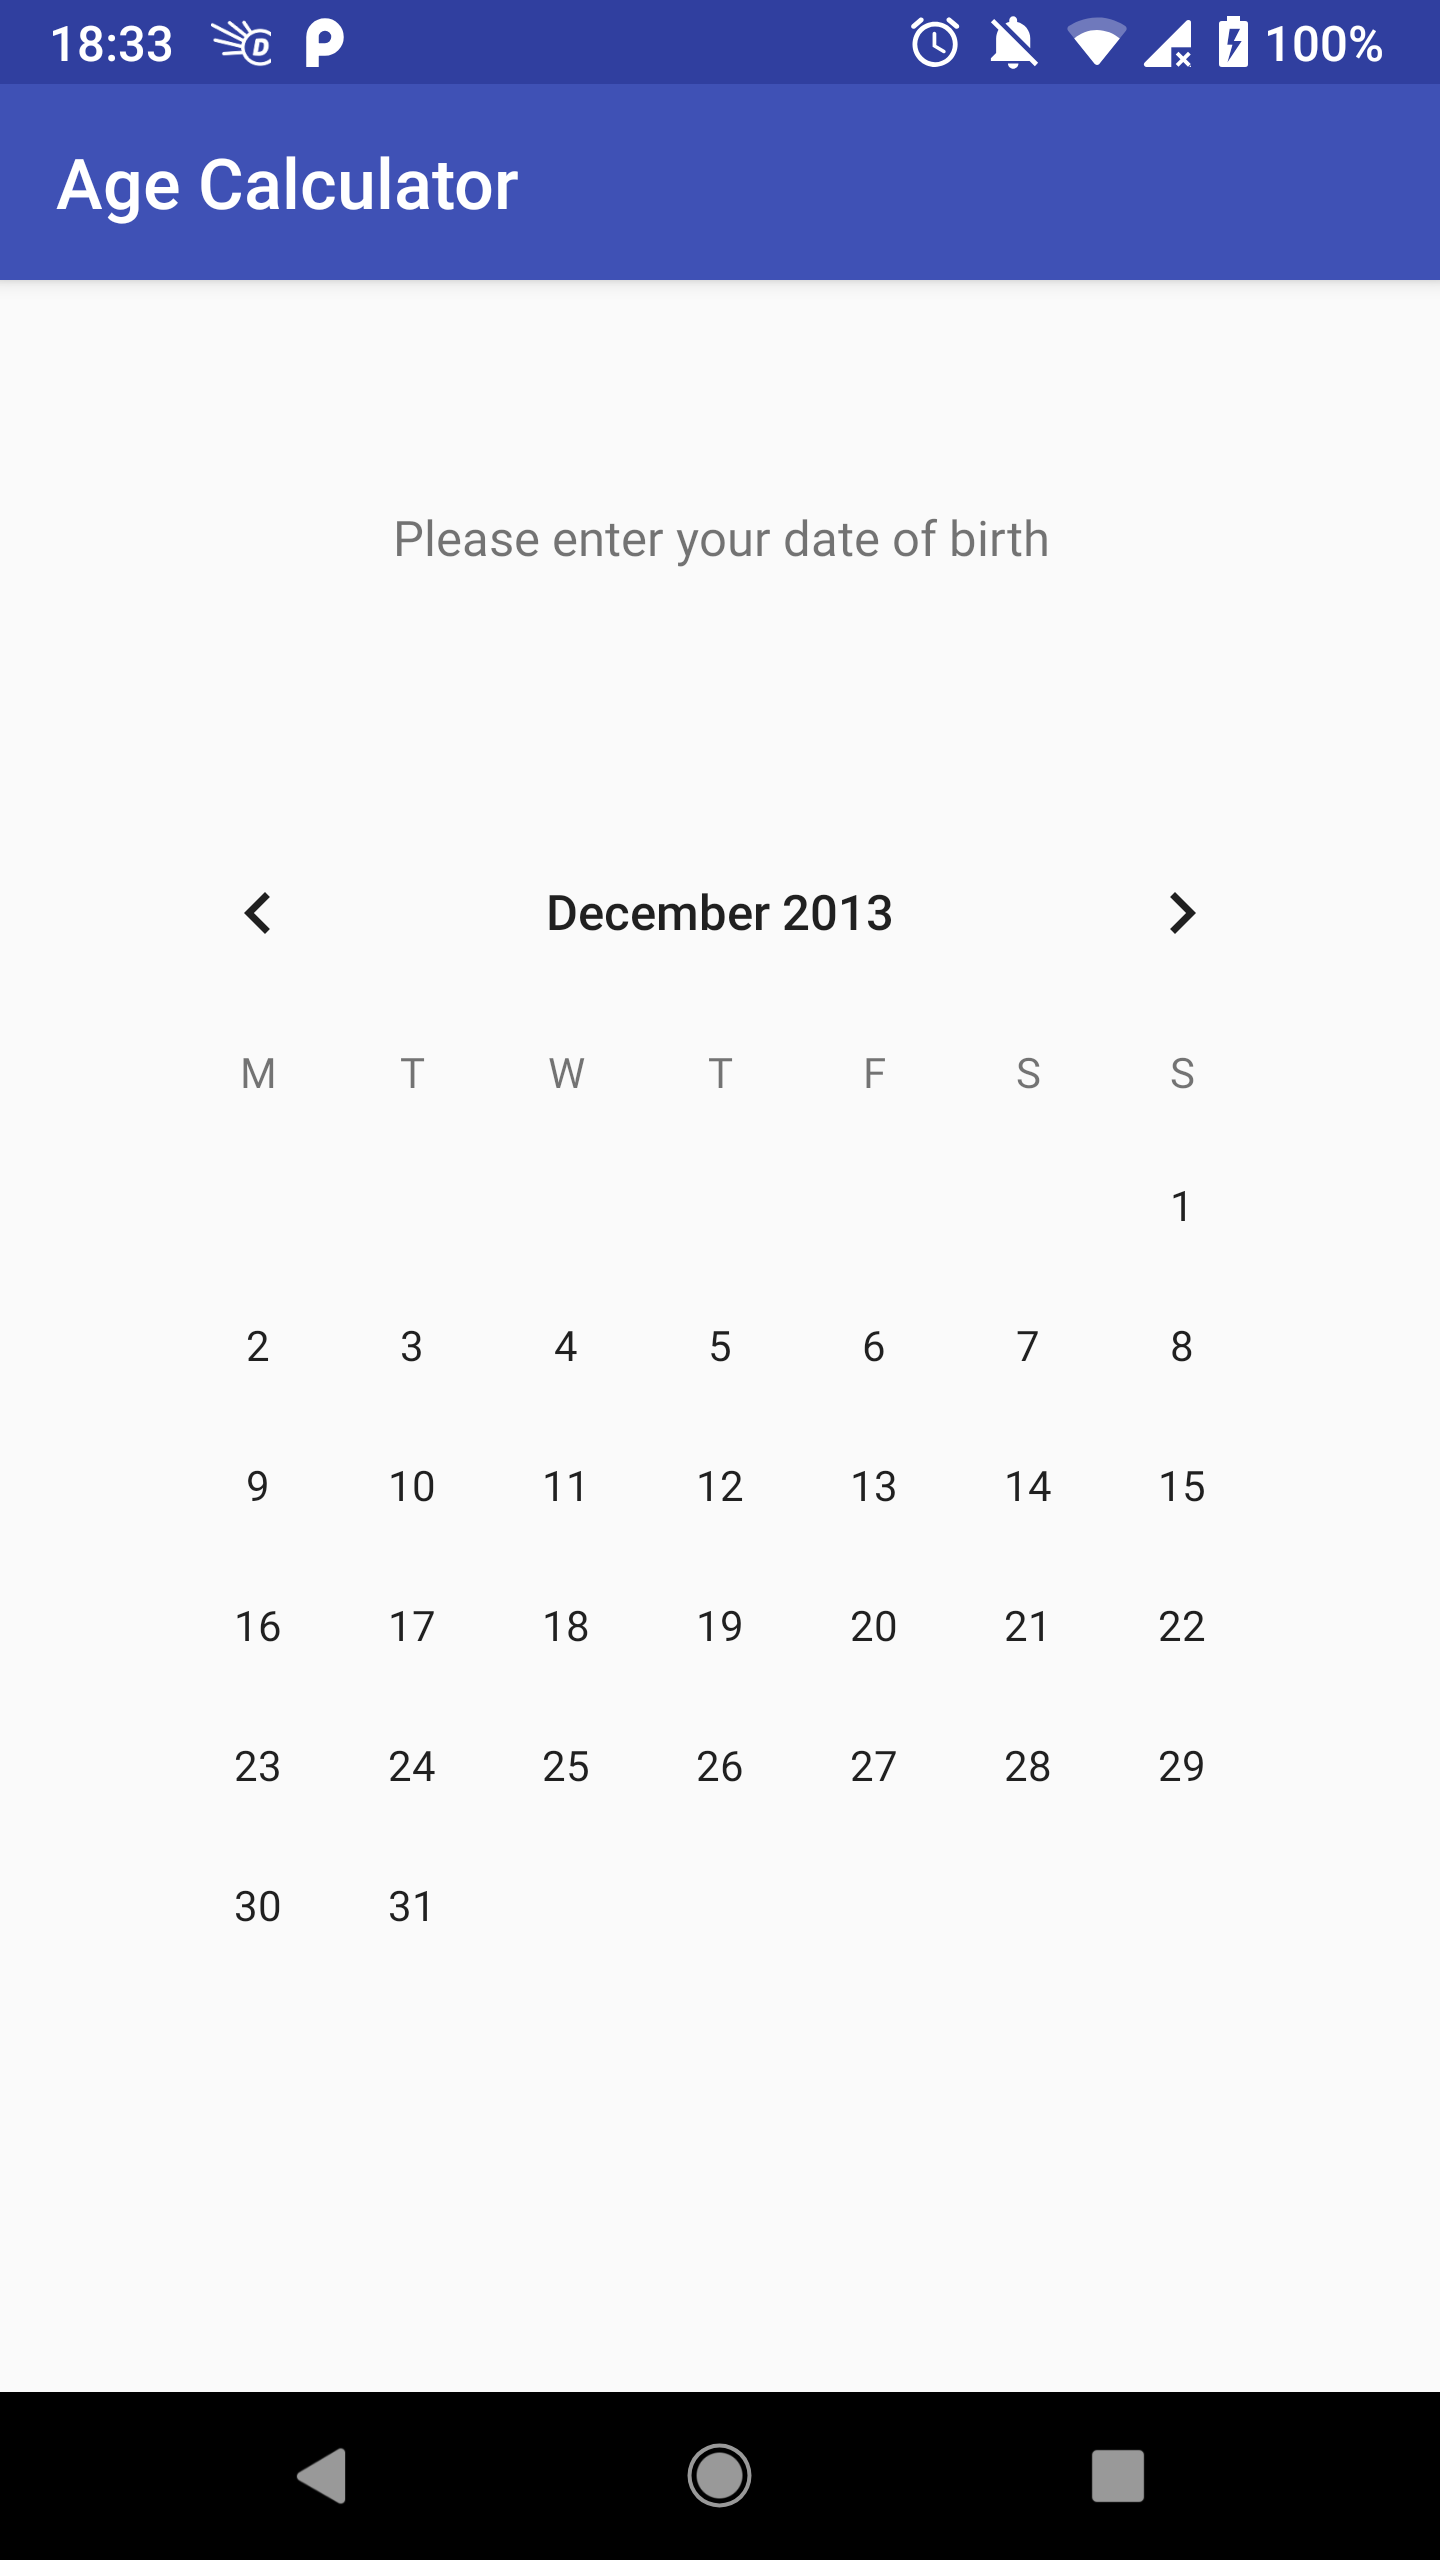 18:33 100%
Age Calculator
Please enter your date of birth
December 2013
M T W T F S S
1
2 3 4 5 6 7 8
9 10 11 12 13 14 15
16 17 18 19 20 21 22
23 24 25 26 27 28 29
30 31